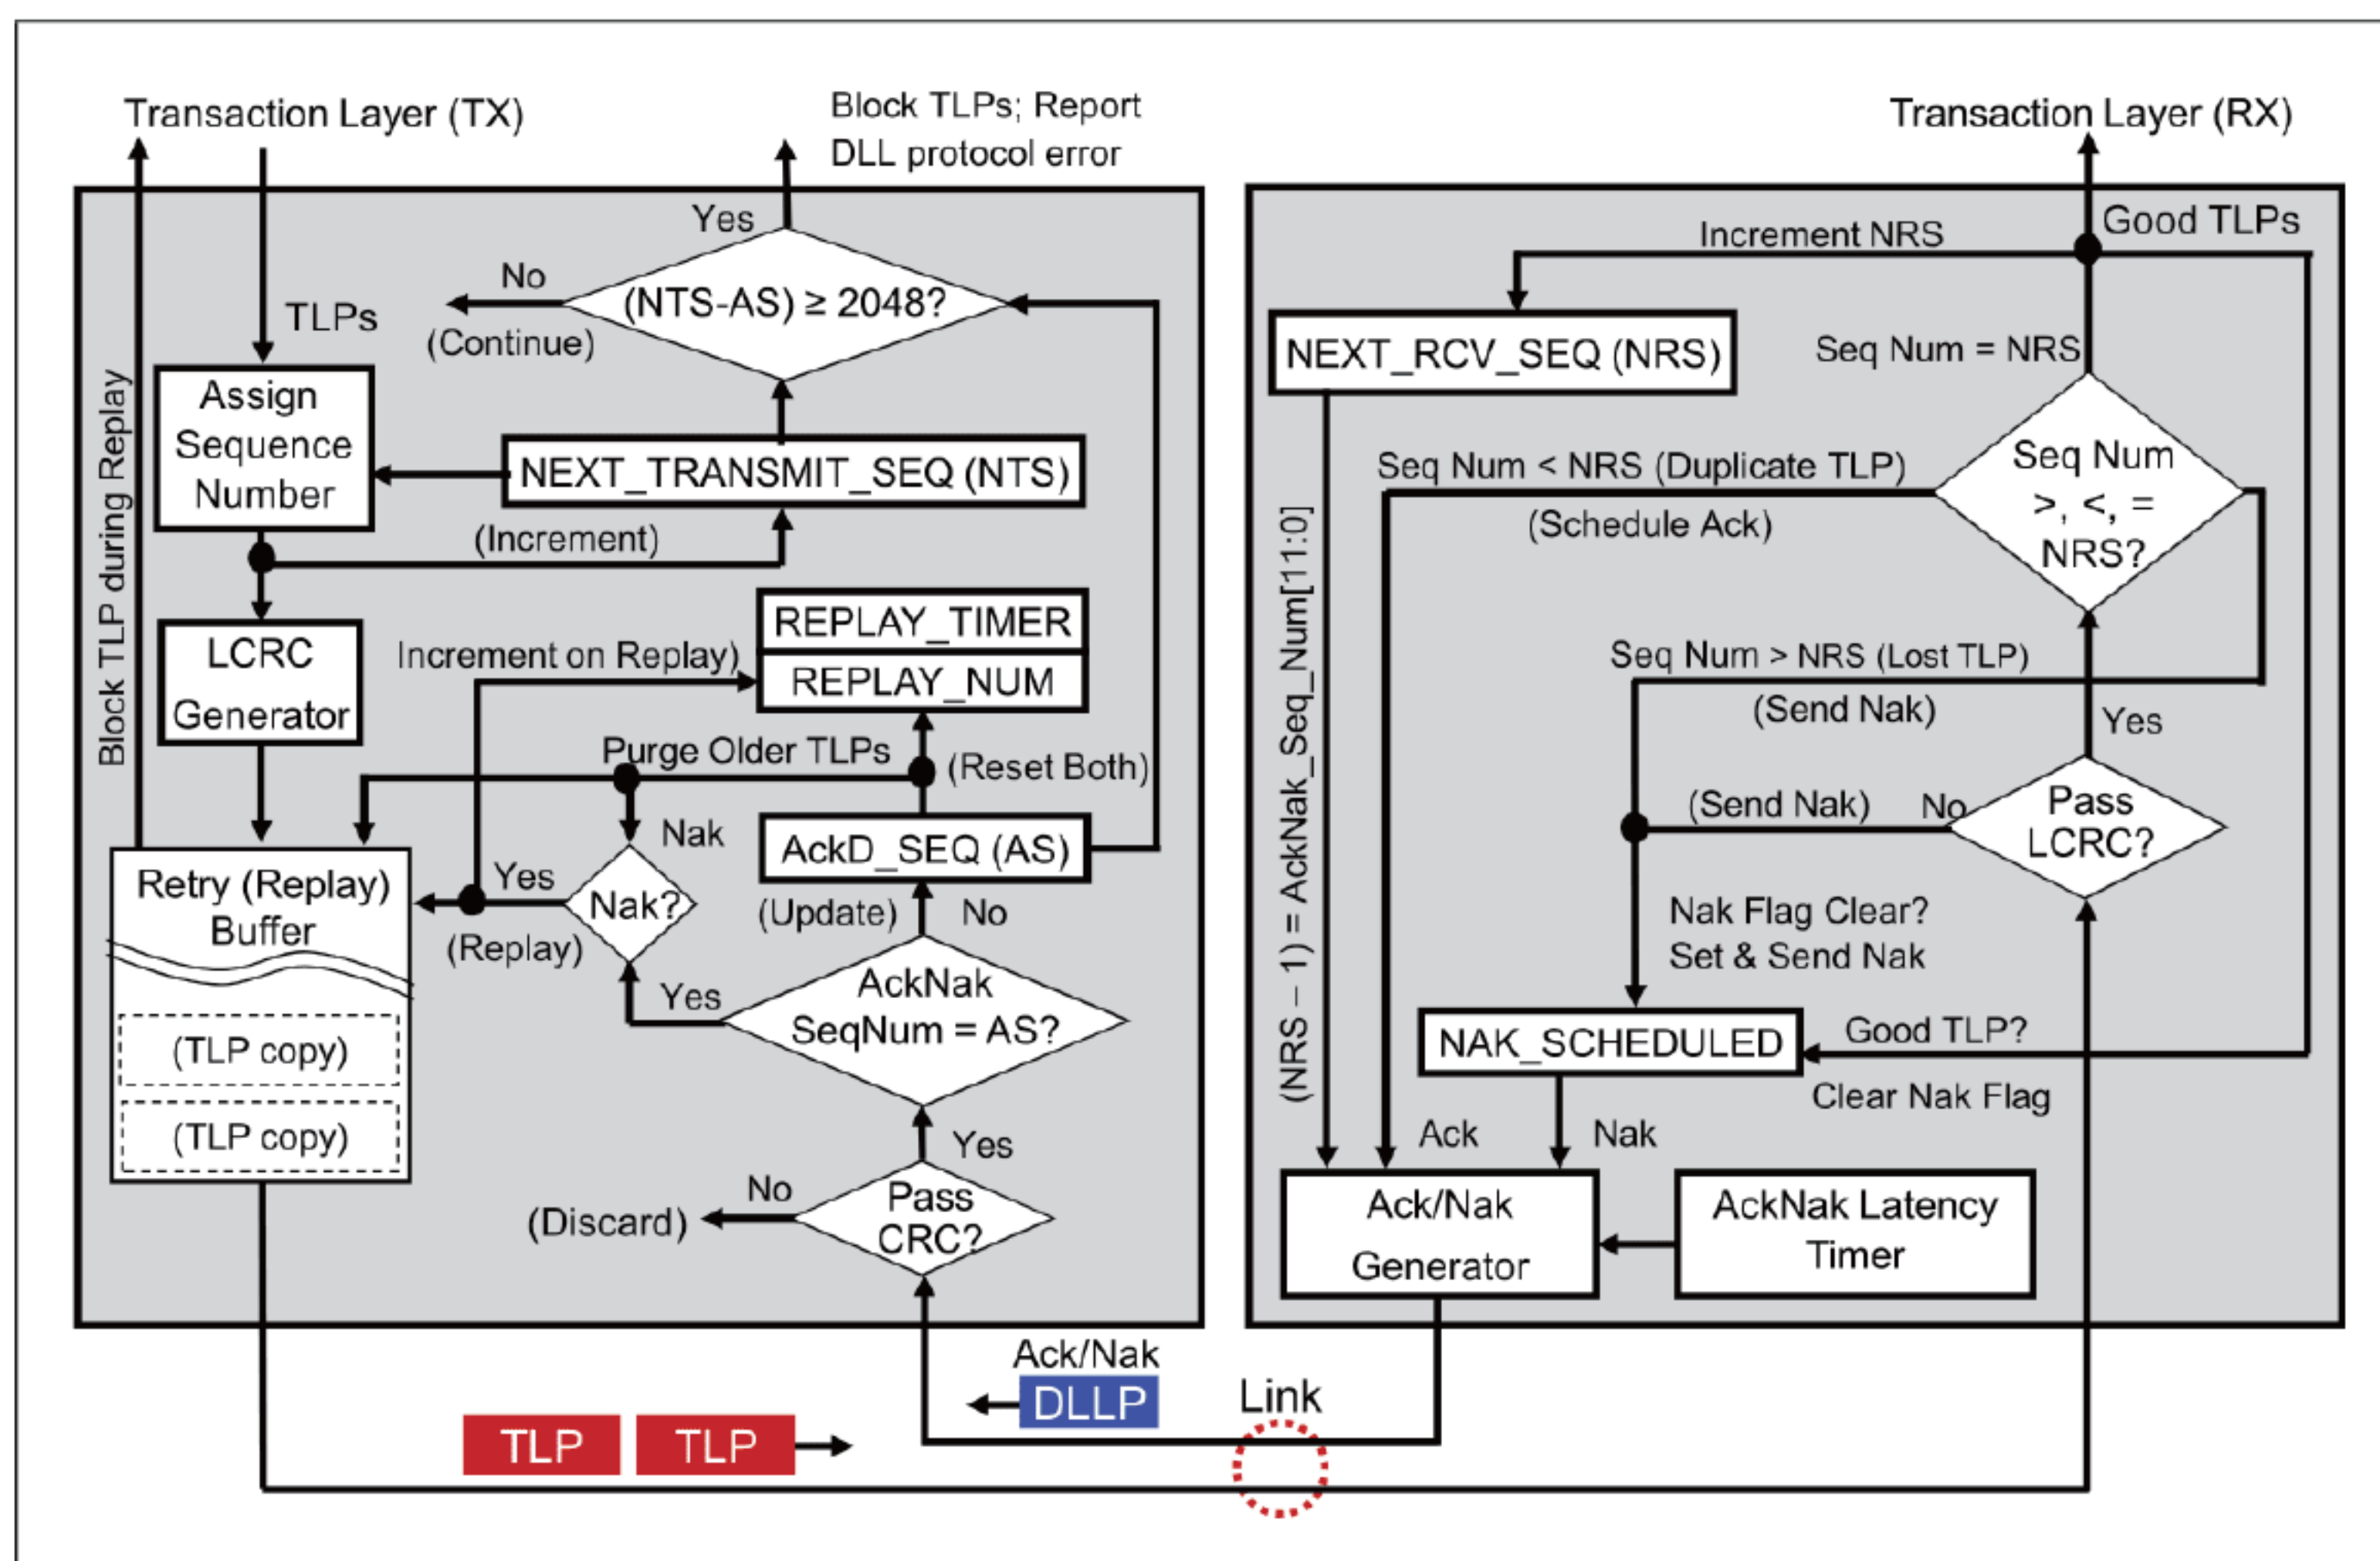 Transaction Layer (TX)
Block TLPs; Report
DLL protocol error
Yes
No
(NTS-AS) ≥ 2048?
(Continue)
TLPs
Block TLP during Replay
Assign
Sequence
Number
NEXT_TRANSMIT_SEQ (NTS)
(Increment)
LCRC
Generator
REPLAY_TIMER
REPLAY_NUM
Increment on Replay)
Purge Older TLPs
(Reset Both)
Nak
AckD_SEQ (AS)
Retry (Replay)
Buffer
Yes
Nak?
(Replay)
(Update)
No
AckNak
SeqNum = AS?
Yes
(TLP copy)
(TLP copy)
Yes
No
(Discard)
Pass
CRC?
Transaction Layer (RX)
Good TLPs
Increment NRS
NEXT_RCV_SEQ (NRS)
Seq Num = NRS
Seq Num
>, <, =
NRS?
Seq Num < NRS (Duplicate TLP)
(Schedule Ack)
(NRS – 1) = AckNak_Seq_Num[11:0]
Seq Num > NRS (Lost TLP)
(Send Nak)
Yes
(Send Nak)
No
Pass
LCRC?
Nak Flag Clear?
Set & Send Nak
NAK_SCHEDULED
Good TLP?
Clear Nak Flag
Ack
Nak
Ack/Nak
Generator
AckNak Latency
Timer
Ack/Nak
DLLP
Link
TLP
TLP